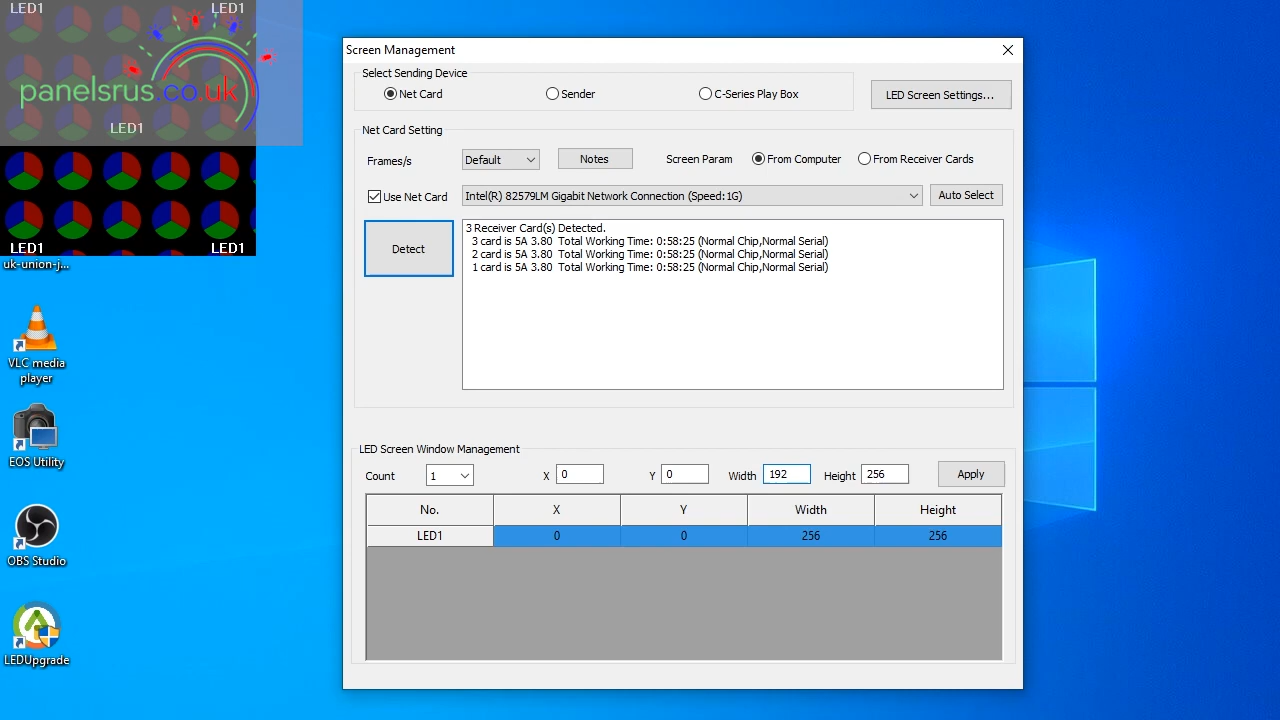 LED1 LED1
panelsrus.co.uk
LED1
LED1 LED1
uk-union-j...
VLC media
player
EOS Utility
OBS Studio
LEDUpgrade
Screen Management
Select Sending Device
Net Card Sender C-Series Play Box LED Screen Settings...
Net Card Setting
Frames/s Default Notes Screen Param From Computer From Receiver Cards
Use Net Card Intel(R) 82579LM Gigabit Network Connection (Speed:1G) Auto Select
Detect
3 Receiver Card(s) Detected.
3 card is 5A 3.80 Total Working Time: 0:58:25 (Normal Chip,Normal Serial)
2 card is 5A 3.80 Total Working Time: 0:58:25 (Normal Chip,Normal Serial)
1 card is 5A 3.80 Total Working Time: 0:58:25 (Normal Chip,Normal Serial)
LED Screen Window Management
Count 1 X 0 Y 0 Width 192 Height 256 Apply
No. X Y Width Height
LED1 0 0 256 256